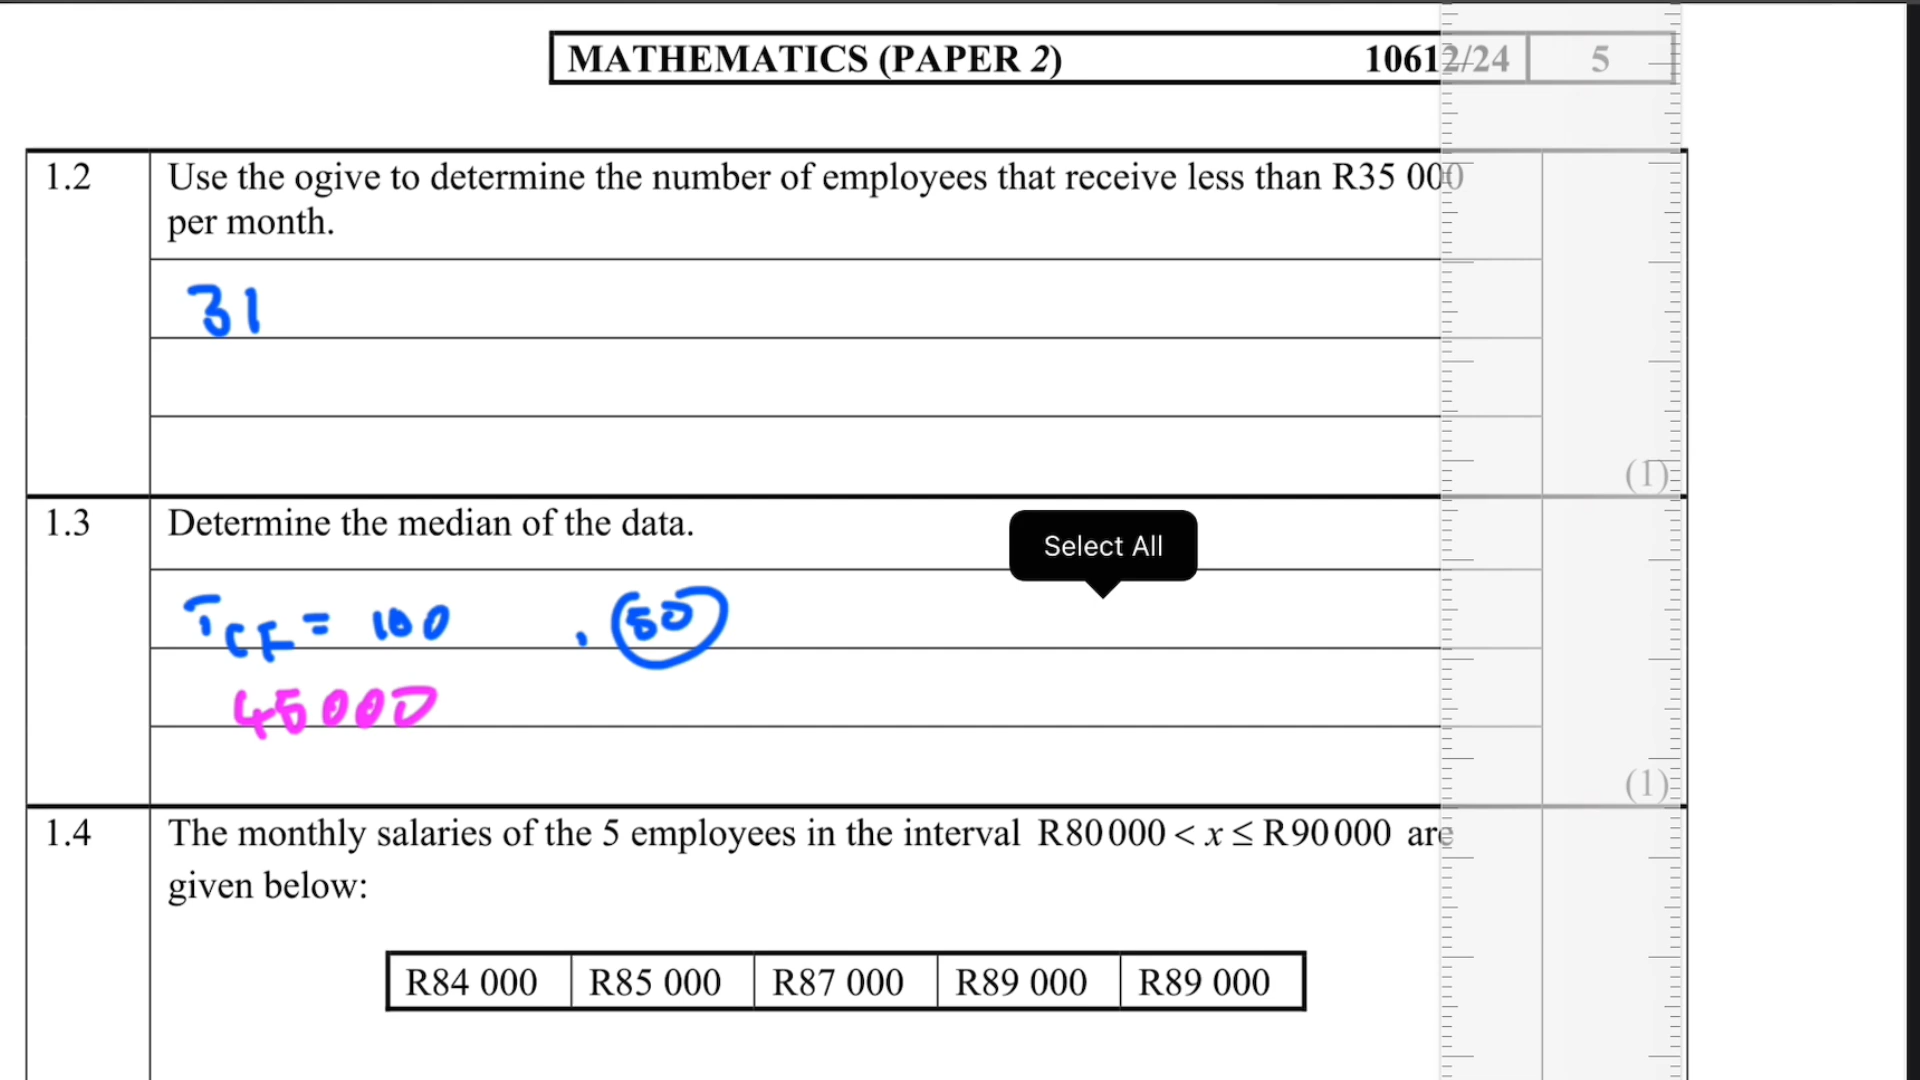 MATHEMATICS (PAPER 2) 10612/24 5
1.2 Use the ogive to determine the number of employees that receive less than R35 000
per month.
31
(1)
1.3 Determine the median of the data.
Select All
TCF = 100 . 50
45000
(1)
1.4 The monthly salaries of the 5 employees in the interval R80 000 < x ≤ R90 000 are
given below:
R84 000 R85 000 R87 000 R89 000 R89 000